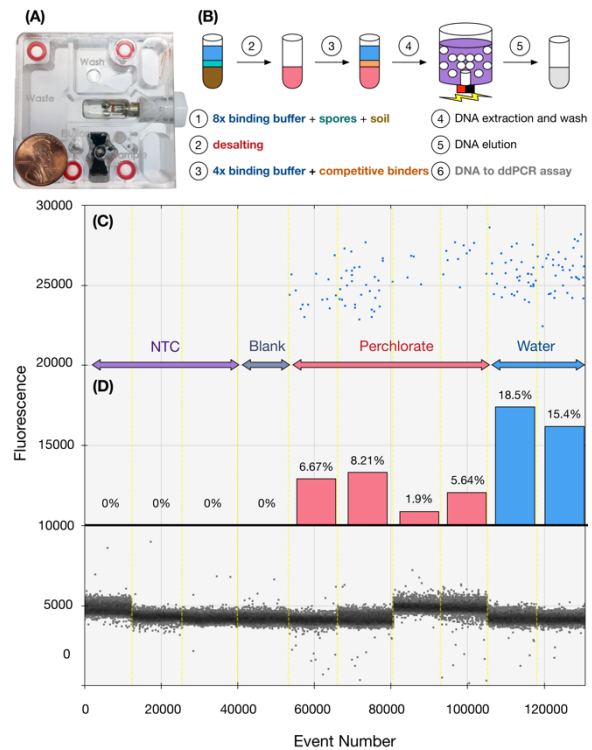 (A)
Wash
Waste
(B)
2
3
4
5
1 8x binding buffer + spores + soil
2 desalting
3 4x binding buffer + competitive binders
4 DNA extraction and wash
5 DNA elution
6 DNA to ddPCR assay
(C)
30000
25000
20000
15000
10000
5000
0
Fluorescence
NTC
Blank
Perchlorate
Water
(D)
0%
0%
0%
0%
6.67%
8.21%
1.9%
5.64%
18.5%
15.4%
0
20000
40000
60000
80000
100000
120000
Event Number